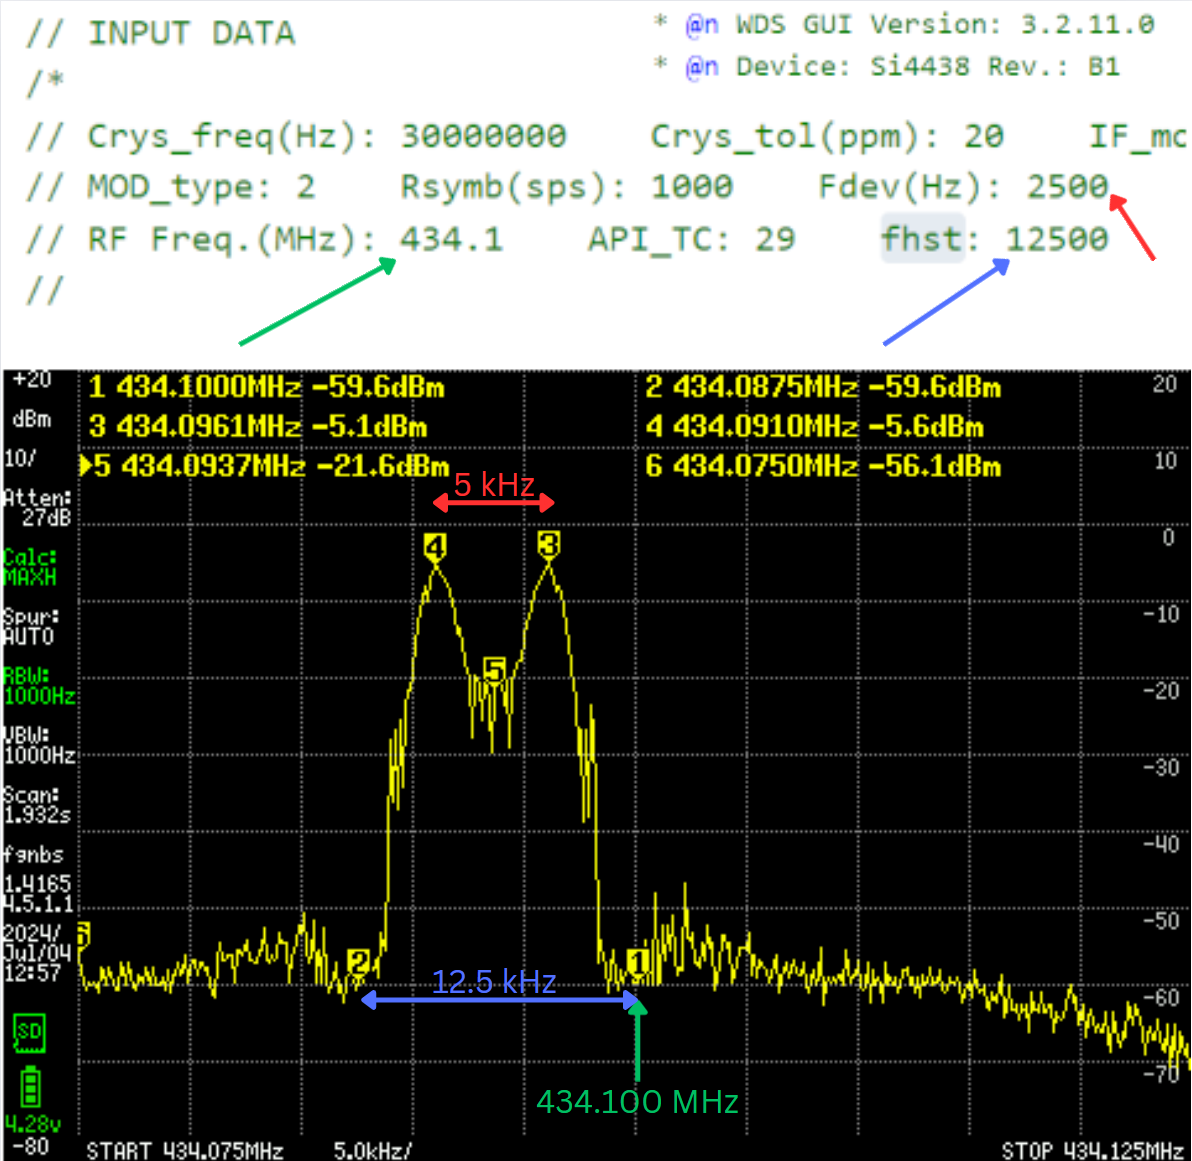 // INPUT DATA
* @n WDS GUI Version: 3.2.11.0
* @n Device: Si4438 Rev.: B1
/*
// Crys_freq(Hz): 30000000 Crys_tol(ppm): 20 IF_mc
// MOD_type: 2 Rsymb(sps): 1000 Fdev(Hz): 2500
// RF Freq.(MHz): 434.1 API_TC: 29 fhst: 12500
//
+20
dBm
10/
Atten:
27dB
Calc:
MAXH
Spur:
AUTO
RBW:
1000Hz
VBW:
1000Hz
Scan:
1.932s
fgnbs
1.4165
4.5.1.1
2024/
Jul/04
12:57
SD
4.28v
-80
1 434.1000MHz -59.6dBm
2 434.0875MHz -59.6dBm
3 434.0961MHz -5.1dBm
4 434.0910MHz -5.6dBm
5 434.0937MHz -21.6dBm
6 434.0750MHz -56.1dBm
5 kHz
4
3
5
6
2
1
12.5 kHz
434.100 MHz
20
10
0
-10
-20
-30
-40
-50
-60
-70
START 434.075MHz 5.0kHz/ STOP 434.125MHz